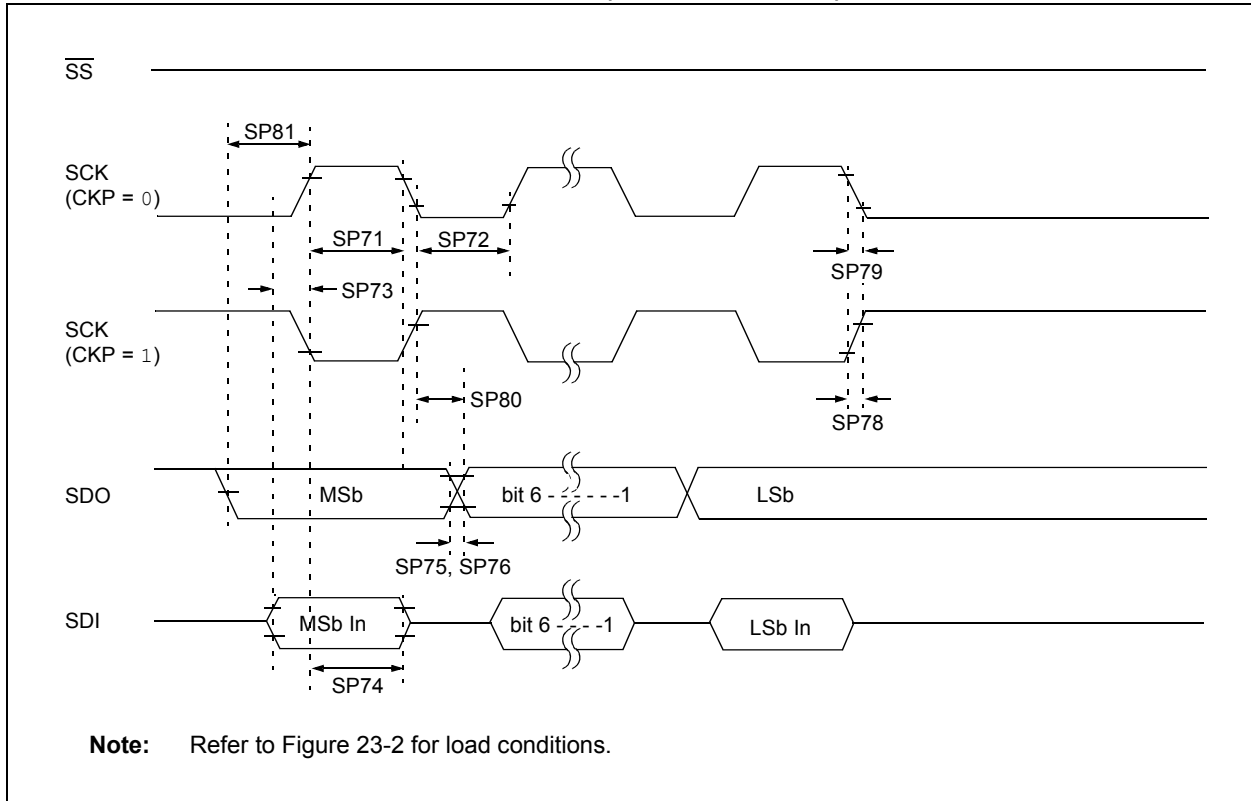 SS
SP81
SCK
(CKP = 0)
SP71
SP72
SP79
SP73
SCK
(CKP = 1)
SP80
SP78
SDO
MSb
bit 6 - - - - - -1
LSb
SP75, SP76
SDI
MSb In
bit 6 - - - -1
LSb In
SP74
Note: Refer to Figure 23-2 for load conditions.